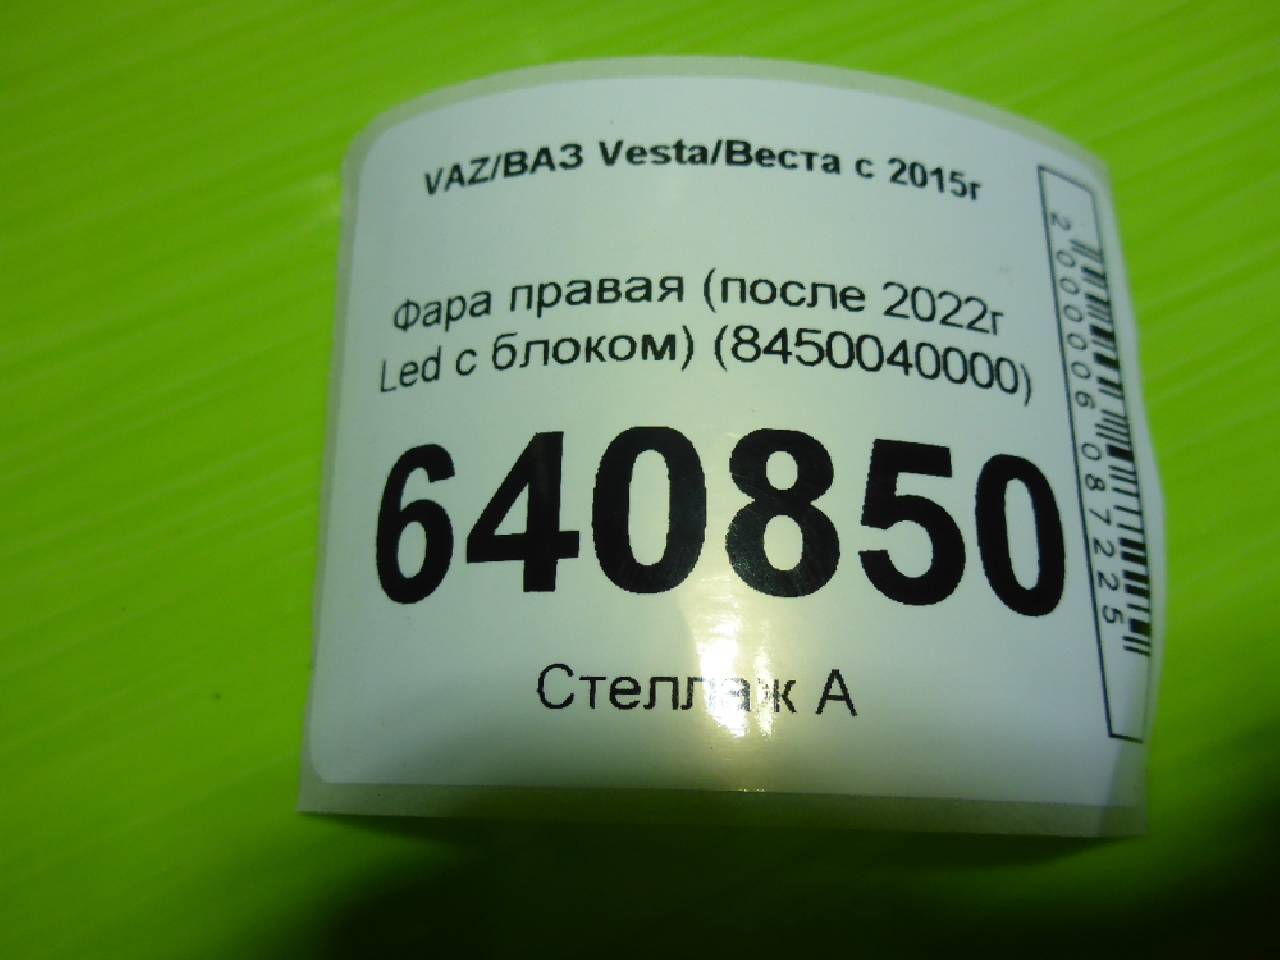 VAZ/ВАЗ Vesta/Веста с 2015г
Фара правая (после 2022г
Led с блоком) (8450040000)
640850
Стеллаж А
2000006087225